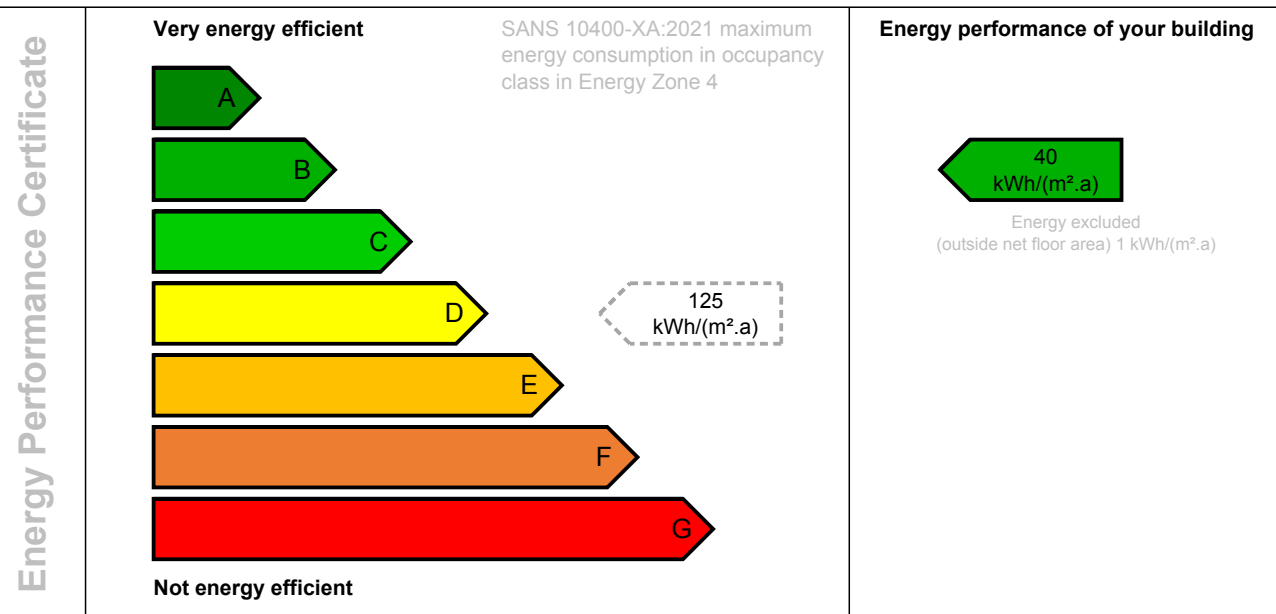 Energy Performance Certificate
Very energy efficient
SANS 10400-XA:2021 maximum
energy consumption in occupancy
class in Energy Zone 4
A
B
C
D
E
F
G
125
kWh/(m².a)
Not energy efficient
Energy performance of your building
40
kWh/(m².a)
Energy excluded
(outside net floor area) 1 kWh/(m².a)